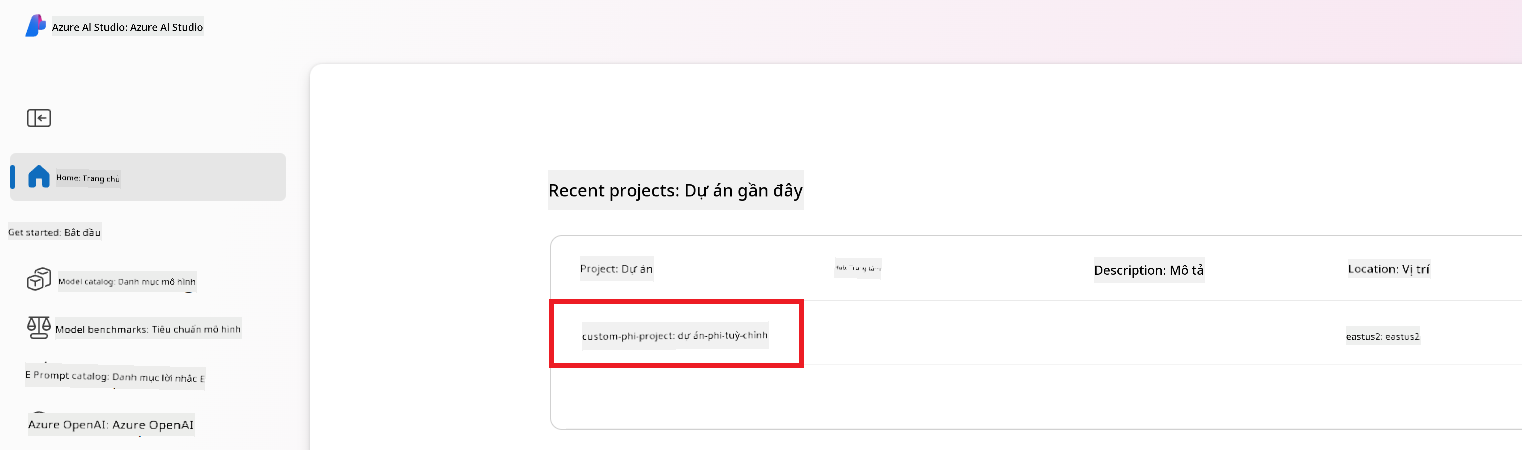 Azure AI Studio: Azure AI Studio
Home: Trang chủ
Get started: Bắt đầu
Model catalog: Danh mục mô hình
Model benchmarks: Tiêu chuẩn mô hình
E Prompt catalog: Danh mục lời nhắc E
Azure OpenAI: Azure OpenAI
Recent projects: Dự án gần đây
Project: Dự án
Description: Mô tả
Location: Vị trí
custom-phi-project: dự án-phi-tuỳ-chỉnh
eastus2: eastus2